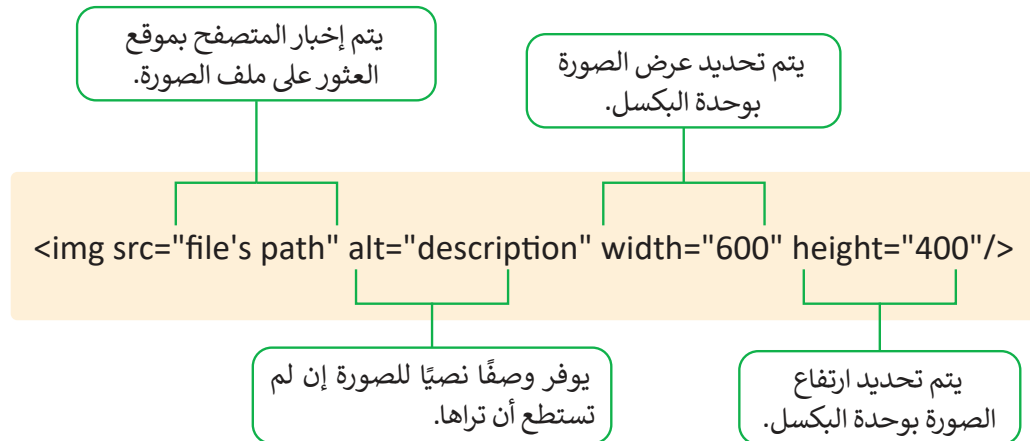 يتم إخبار المتصفح بموقع
العثور على ملف الصورة.
يتم تحديد عرض الصورة
بوحدة البكسل.
<img src="file's path" alt="description" width="600" height="400"/>
يوفر وصفًا نصيًا للصورة إن لم
تستطع أن تراها.
يتم تحديد ارتفاع
الصورة بوحدة البكسل.